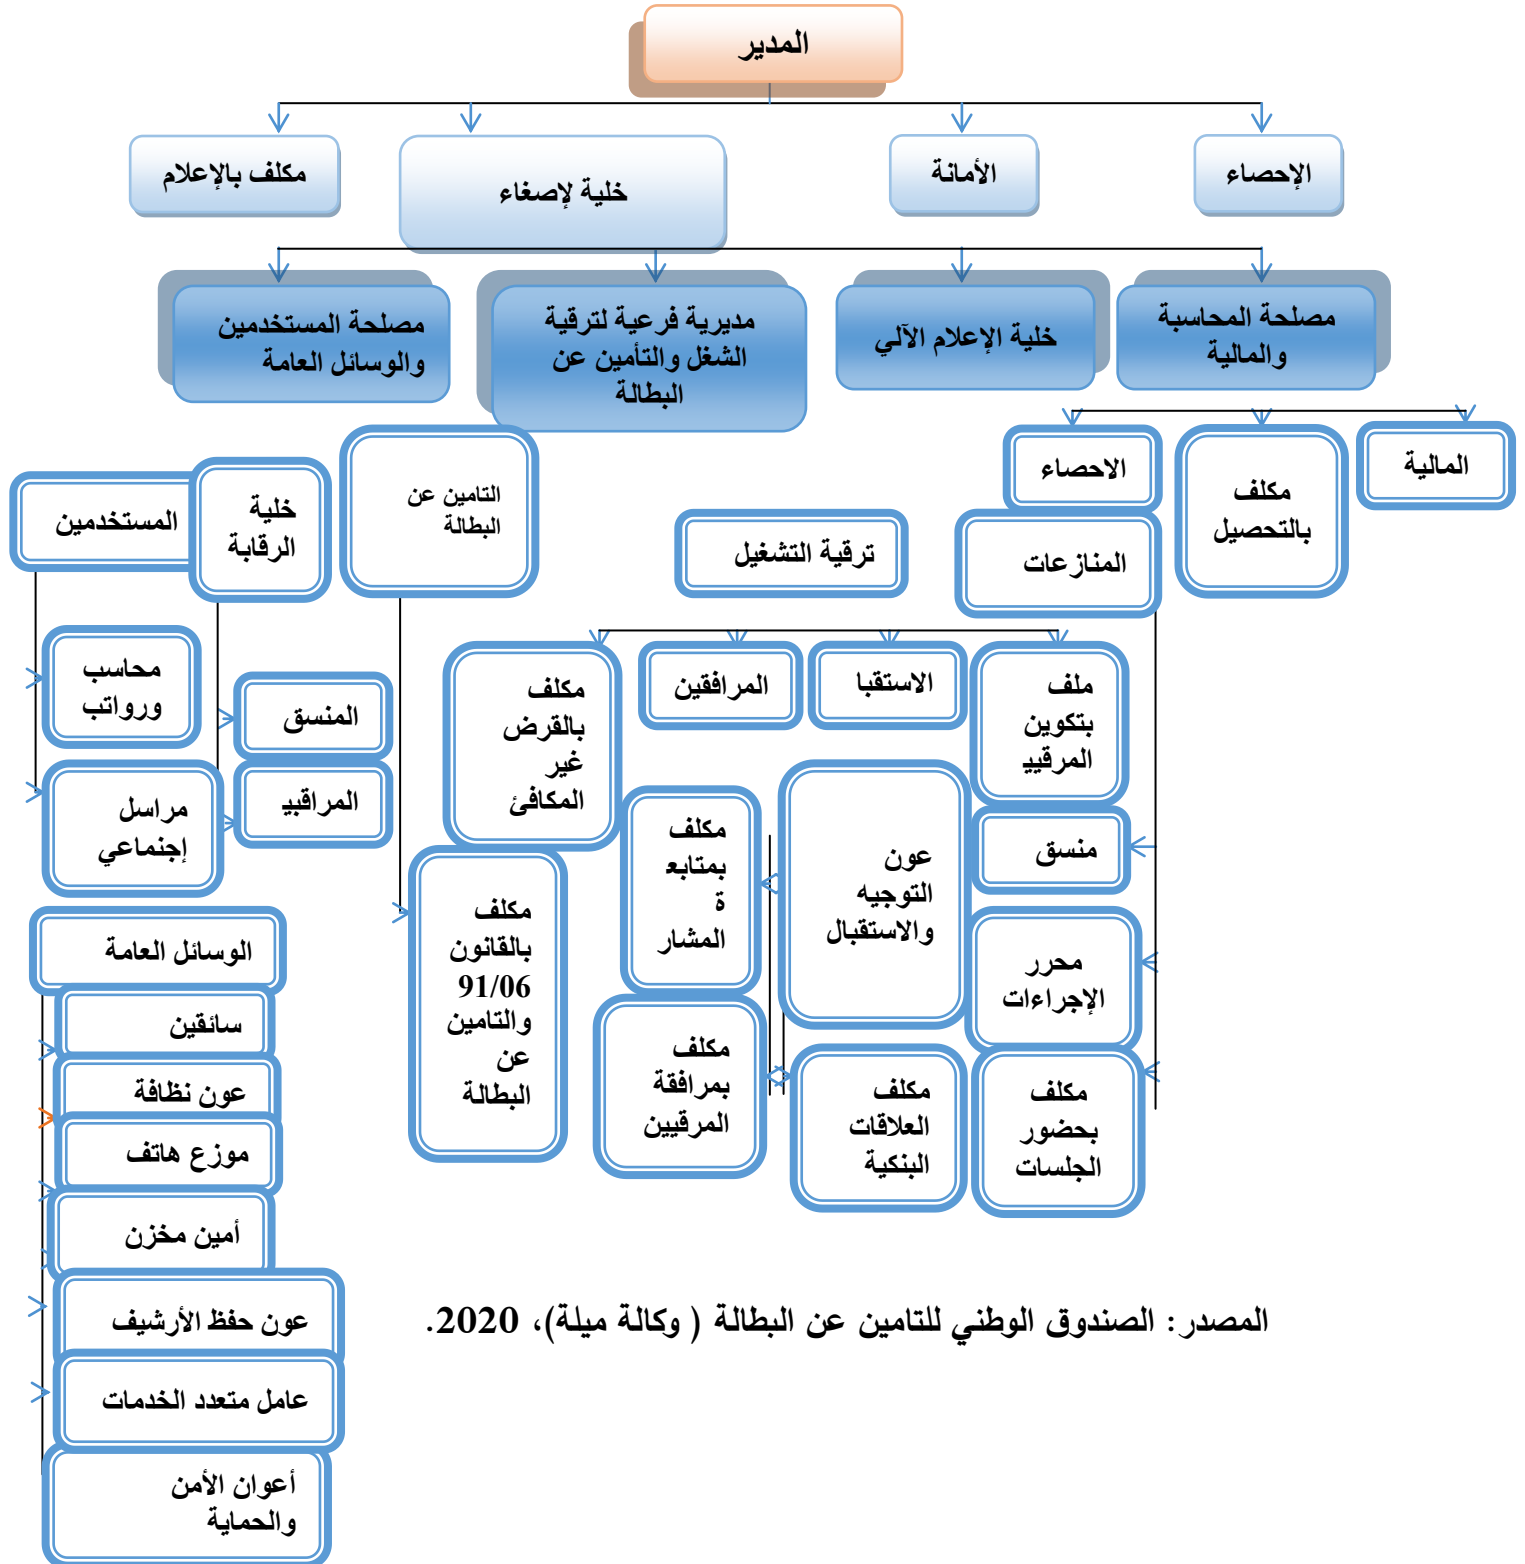 المدير
الإحصاء
الأمانة
خلية لإصغاء
مكلف بالإعلام
مصلحة المحاسبة
والمالية
خلية الإعلام الآلي
مديرية فرعية لترقية
الشغل والتأمين عن
البطالة
مصلحة المستخدمين
والوسائل العامة
المالية
مكلف
بالتحصيل
الاحصاء
المنازعات
ترقية التشغيل
التامين عن
البطالة
خلية
الرقابة
المستخدمين
ملف
بتكوين
المرقيي
الاستقبا
المرافقين
مكلف
بالقرض
غير
المكافئ
المنسق
المراقبي
محاسب
ورواتب
مراسل
إجنماعي
منسق
محرر
الإجراءات
مكلف
بحضور
الجلسات
عون
التوجيه
والاستقبال
مكلف
العلاقات
البنكية
مكلف
بمتابع
ة
المشار
مكلف
بمرافقة
المرقيين
مكلف
بالقانون
91/06
والتامين
عن
البطالة
الوسائل العامة
سائقين
عون نظافة
موزع هاتف
أمين مخزن
عون حفظ الأرشيف
عامل متعدد الخدمات
أعوان الأمن
والحماية
المصدر: الصندوق الوطني للتامين عن البطالة ( وكالة ميلة)، 2020.